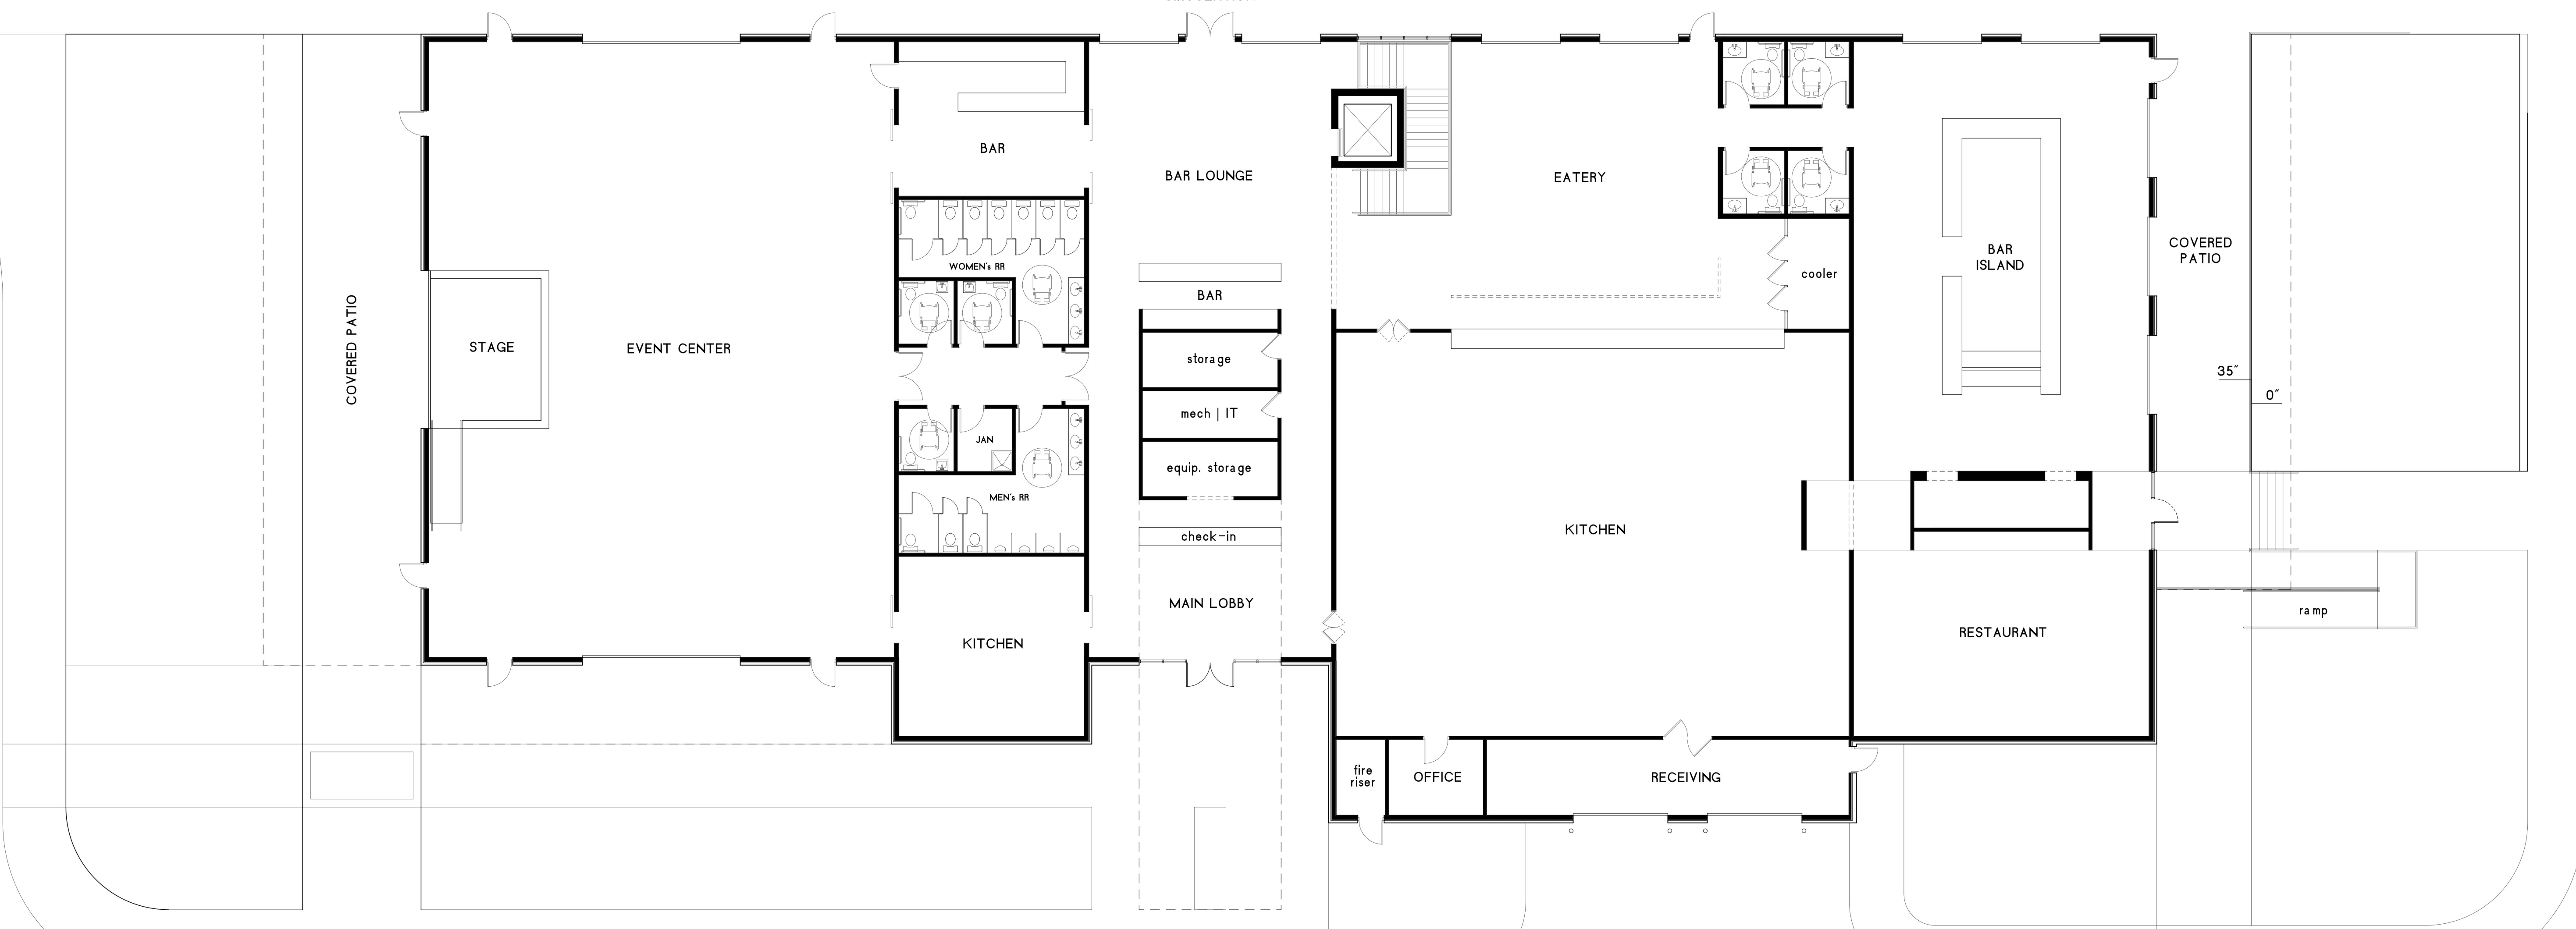 BAR
BAR LOUNGE
EATERY
WOMEN's RR
cooler
BAR
ISLAND
COVERED
PATIO
COVERED PATIO
STAGE
EVENT CENTER
BAR
storage
mech | IT
equip. storage
JAN
MEN's RR
check-in
MAIN LOBBY
KITCHEN
KITCHEN
35"
0"
ramp
RESTAURANT
fire
riser
OFFICE
RECEIVING